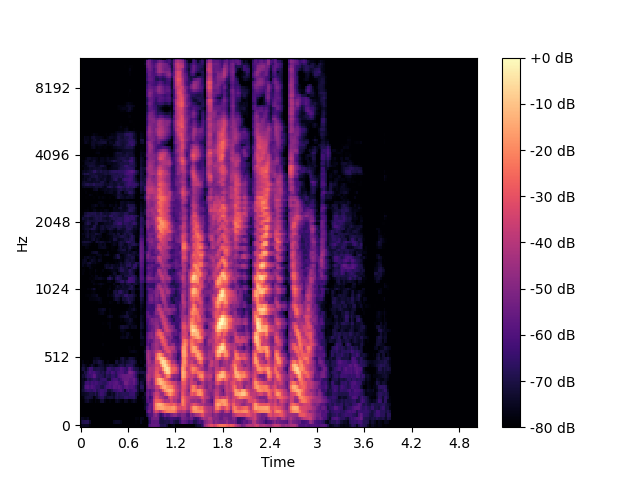 +0 dB
8192
-10 dB
4096
-20 dB
-30 dB
2048
Hz
-40 dB
1024
-50 dB
-60 dB
512
-70 dB
0
-80 dB
0 0.6 1.2 1.8 2.4 3 3.6 4.2 4.8
Time